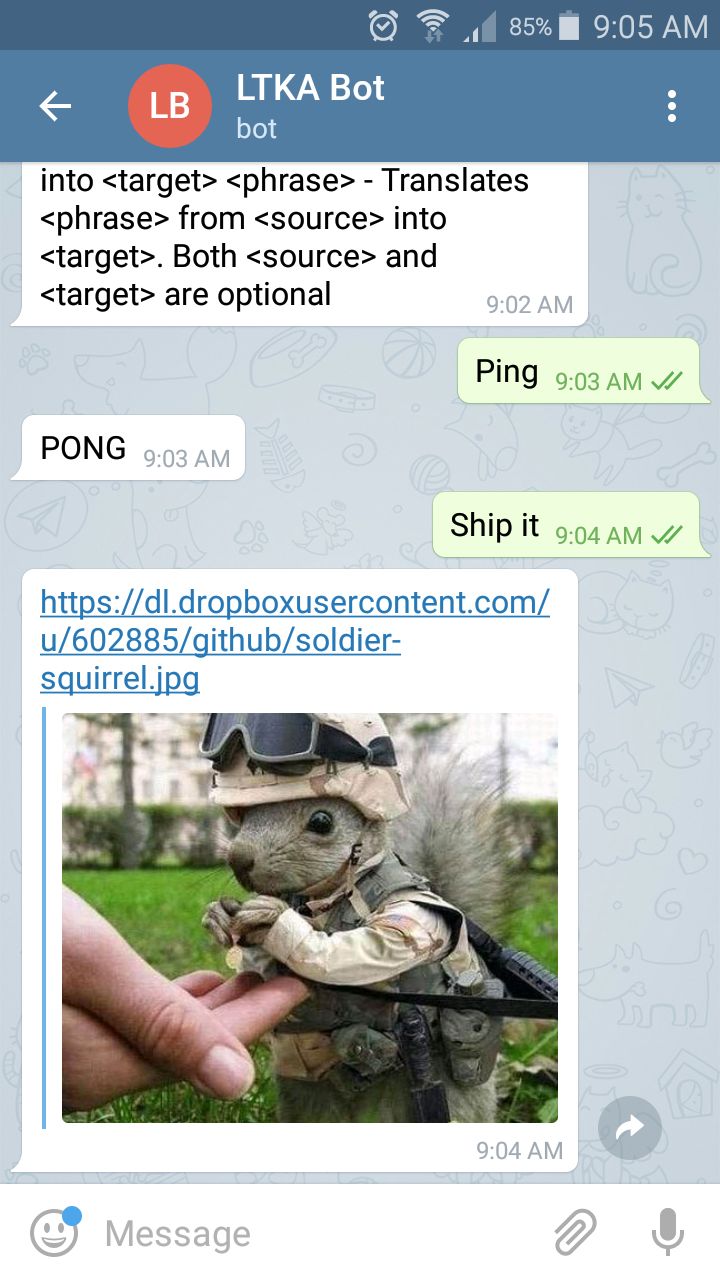 85% 9:05 AM
LB
LTKA Bot
bot
into <target> <phrase> - Translates
<phrase> from <source> into
<target>. Both <source> and
<target> are optional
9:02 AM
Ping 9:03 AM
PONG 9:03 AM
Ship it 9:04 AM
https://dl.dropboxusercontent.com/
u/602885/github/soldier-
squirrel.jpg
9:04 AM
Message